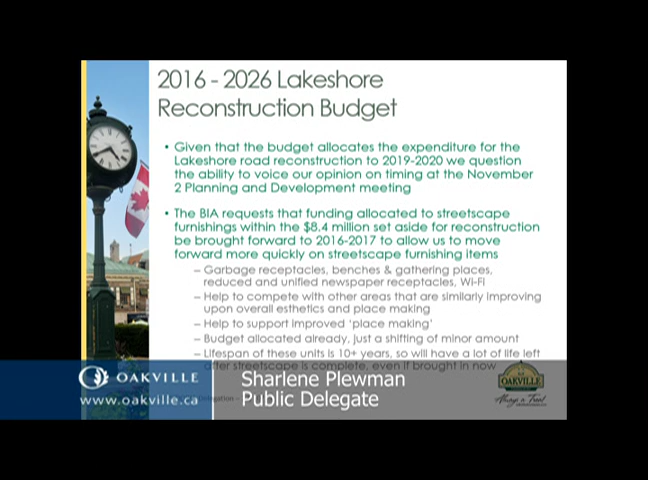 2016 - 2026 Lakeshore
Reconstruction Budget
• Given that the budget allocates the expenditure for the
Lakeshore road reconstruction to 2019-2020 we question
the ability to voice our opinion on timing at the November
2 Planning and Development meeting
• The BIA requests that funding allocated to streetscape
furnishings within the $8.4 million set aside for reconstruction
be brought forward to 2016-2017 to allow us to move
forward more quickly on streetscape furnishing items
– Garbage receptacles, benches & gathering places,
reduced and unified newspaper receptacles, Wi-Fi
– Help to compete with other areas that are similarly improving
upon overall esthetics and place making
– Help to support improved 'place making'
– Budget allocated already, just a shifting of minor amount
– Lifespan of these units is 10+ years, so will have a lot of life left
after streetscape is complete, even if brought in now
OAKVILLE
www.oakville.ca
Sharlene Plewman
Public Delegate
OAKVILLE
Always a Treat